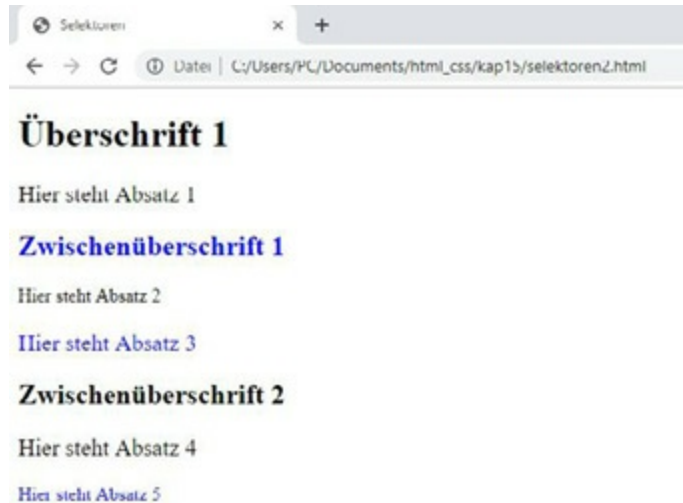 Selektoren
Datei | C:/Users/PC/Documents/html_css/kap15/selektoren2.html
Überschrift 1
Hier steht Absatz 1
Zwischenüberschrift 1
Hier steht Absatz 2
Hier steht Absatz 3
Zwischenüberschrift 2
Hier steht Absatz 4
Hier steht Absatz 5